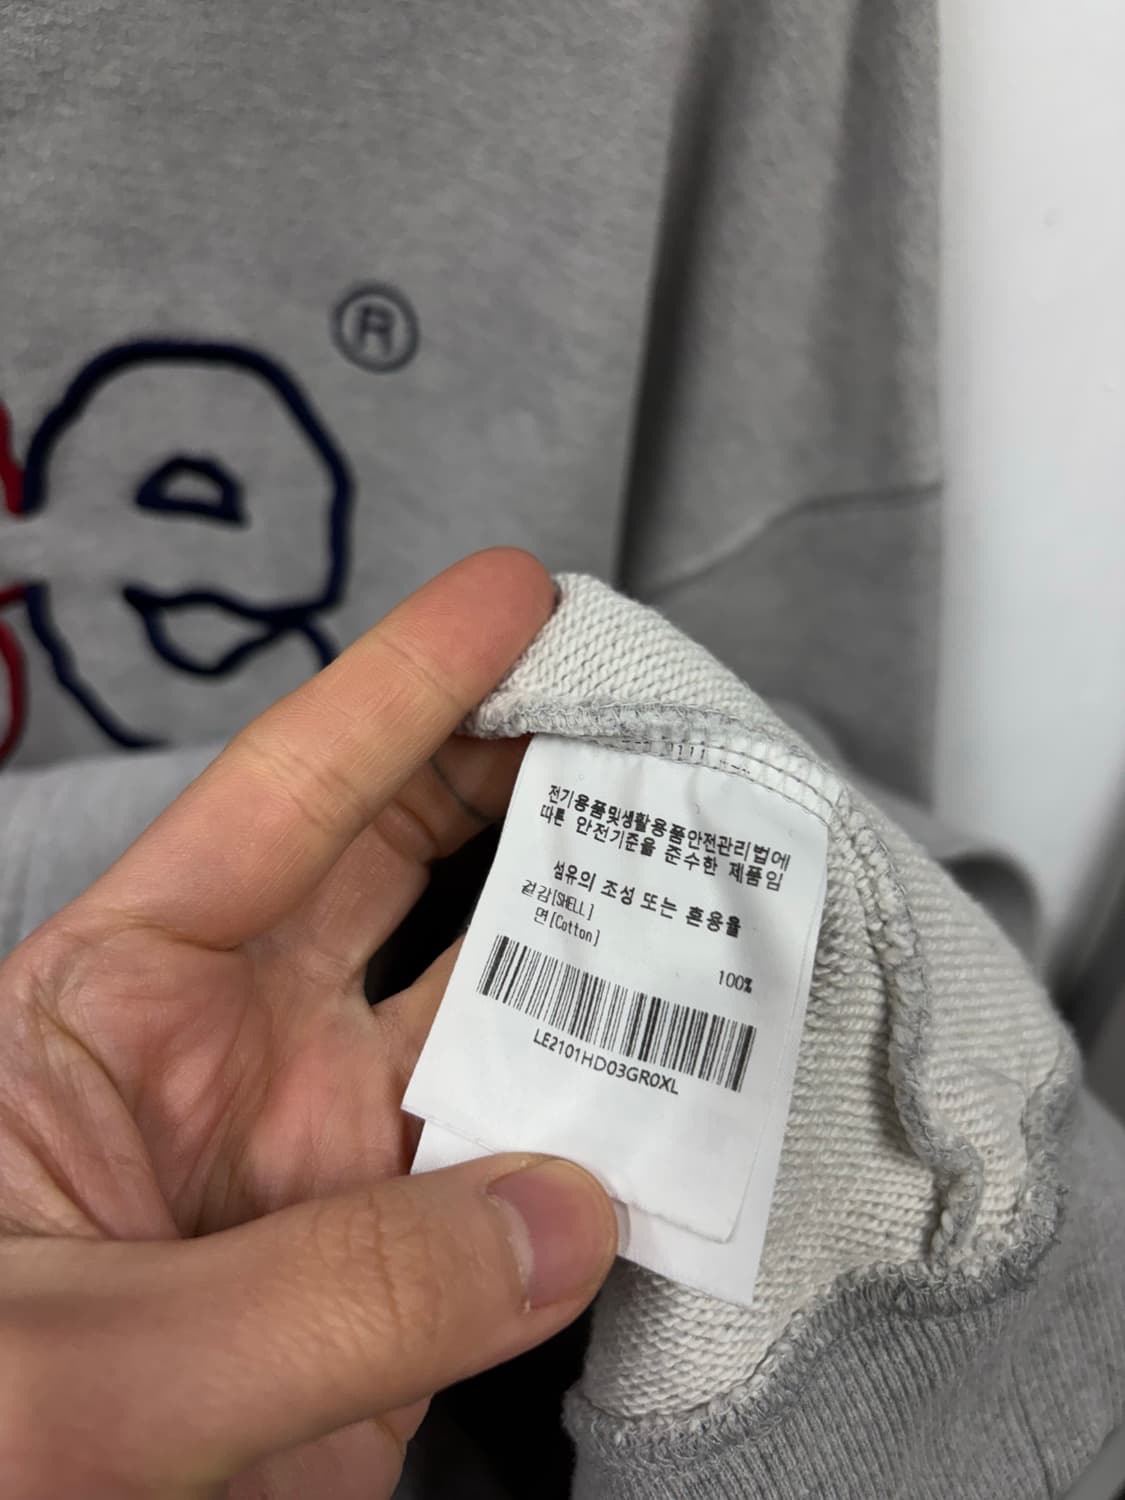 ®
전기용품및생활용품안전관리법에
따른 안전기준을 준수한 제품임
섬유의 조성 또는 혼용율
겉감[SHELL]
면[Cotton]
100%
LE2101HD03GR0XL